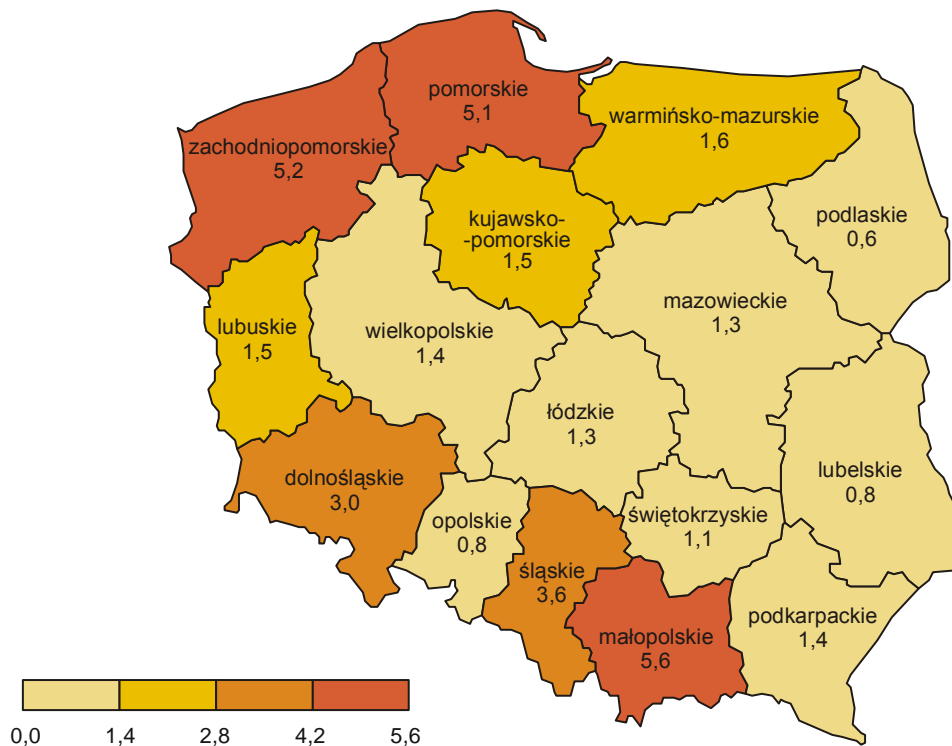 pomorskie
5,1
warmińsko-mazurskie
1,6
zachodniopomorskie
5,2
podlaskie
0,6
kujawsko-
-pomorskie
1,5
mazowieckie
1,3
lubuskie
1,5
wielkopolskie
1,4
łódzkie
1,3
lubelskie
0,8
dolnośląskie
3,0
opolskie
0,8
świętokrzyskie
1,1
śląskie
3,6
podkarpackie
1,4
małopolskie
5,6
0,0 1,4 2,8 4,2 5,6